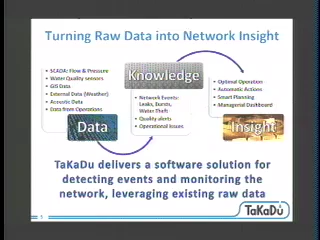 Turning Raw Data into Network Insight
SCADA: Flow & Pressure
Water Quality sensors
GIS Data
External Data (Weather)
Acoustic Data
Data from Operations
Data
Knowledge
Network Events:
Leaks, Bursts,
Water Theft
Quality alerts
Operational Issues
Optimal Operation
Automatic Actions
Smart Planning
Managerial Dashboard
Insight
TaKaDu delivers a software solution for
detecting events and monitoring the
network, leveraging existing raw data
TaKaDu